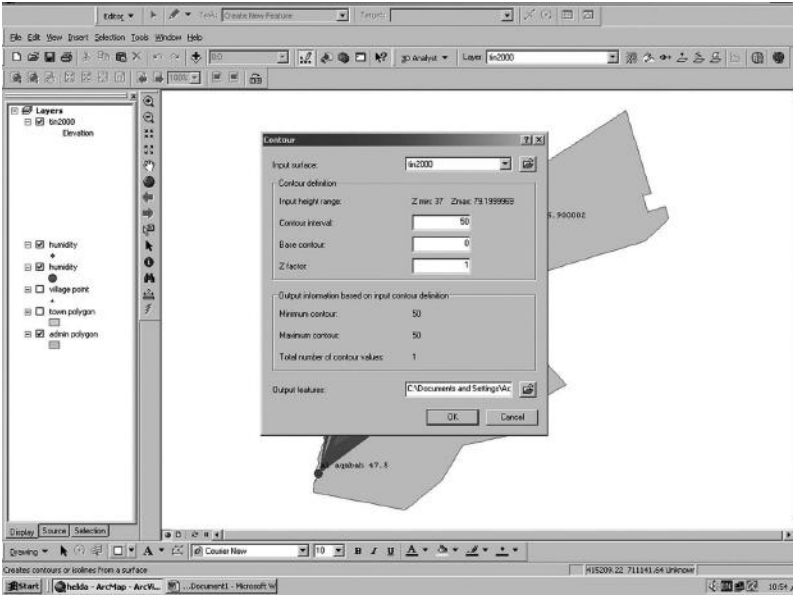 Editor
Task: Create New Feature
Target:
File Edit View Insert Selection Tools Window Help
3D Analyst
Layer: tin2000
100%
Layers
tin2000
Elevation
humidity
humidity
village point
town polygon
admin polygon
Contour
Input surface: tin2000
Contour definition
Input height range: Z min: 37 Zmax: 79.1999969
Contour interval: 50
Base contour: 0
Z factor: 1
Output information based on input contour definition
Minimum contour: 50
Maximum contour: 50
Total number of contour values: 1
Output features: C:\Documents and Settings\Ac
OK Cancel
5.900002
aqabah 47.5
Display Source Selection
Drawing A Courier New 10 B I U A
Creates contours or isolines from a surface
415209.22 711141.64 Unknown
Start helda - ArcMap - ArcVi... ...Document1 - Microsoft W
EN 10:54